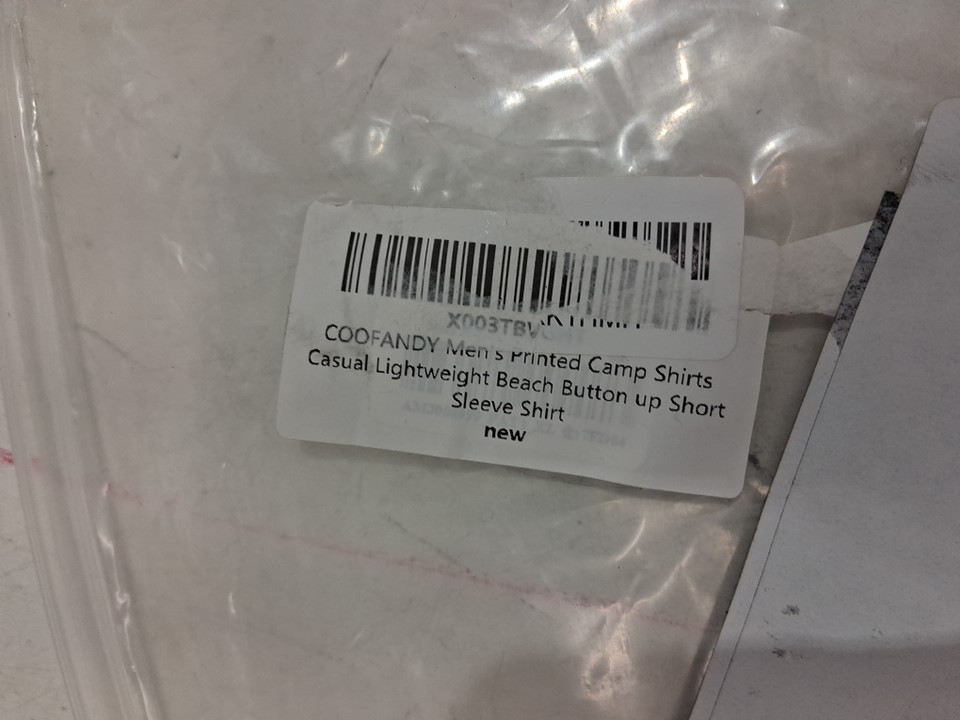 COOFANDY Men's Printed Camp Shirts
Casual Lightweight Beach Button up Short
Sleeve Shirt
new